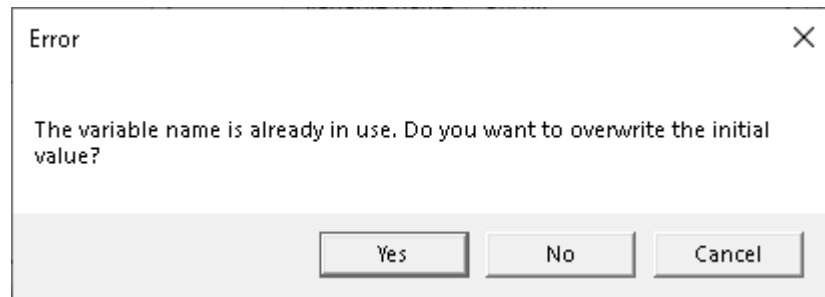 Error
The variable name is already in use. Do you want to overwrite the initial
value?
Yes
No
Cancel